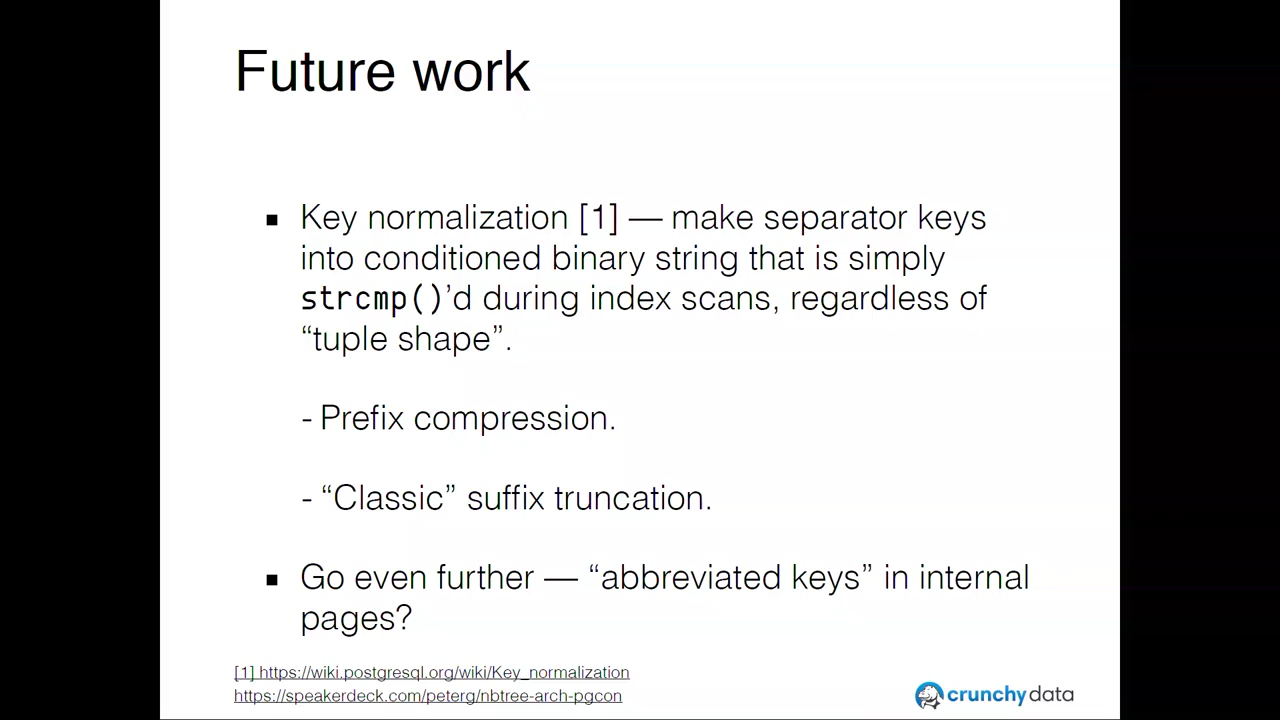 Future work
▪ Key normalization [1] — make separator keys
into conditioned binary string that is simply
strcmp()’d during index scans, regardless of
“tuple shape”.
- Prefix compression.
- “Classic” suffix truncation.
▪ Go even further — “abbreviated keys” in internal
pages?
[1] https://wiki.postgresql.org/wiki/Key_normalization
https://speakerdeck.com/peterg/nbtree-arch-pgcon
crunchydata